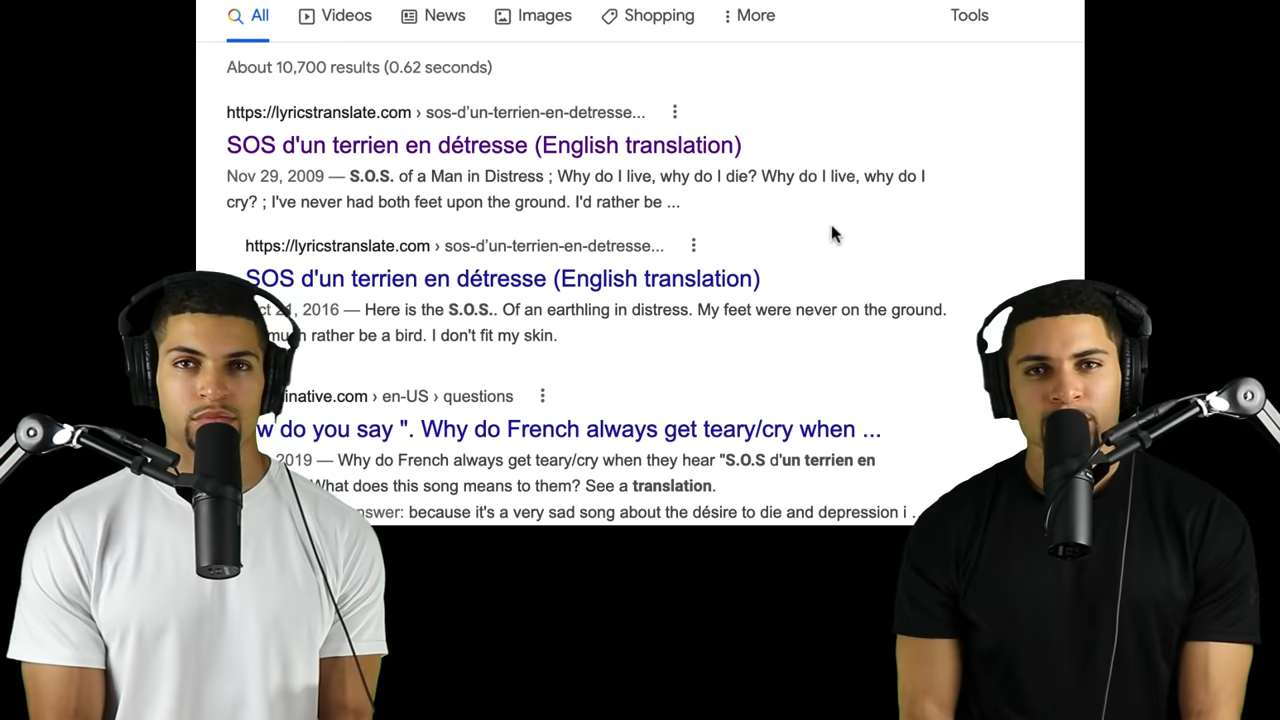 All Videos News Images Shopping More Tools
About 10,700 results (0.62 seconds)
https://lyricstranslate.com › sos-d'un-terrien-en-detresse...
SOS d'un terrien en détresse (English translation)
Nov 29, 2009 — S.O.S. of a Man in Distress ; Why do I live, why do I die? Why do I live, why do I
cry? ; I've never had both feet upon the ground. I'd rather be ...
https://lyricstranslate.com › sos-d'un-terrien-en-detresse...
SOS d'un terrien en détresse (English translation)
21, 2016 — Here is the S.O.S.. Of an earthling in distress. My feet were never on the ground.
rather be a bird. I don't fit my skin.
inative.com › en-US › questions
do you say ". Why do French always get teary/cry when ...
2019 — Why do French always get teary/cry when they hear "S.O.S d'un terrien en
What does this song means to them? See a translation.
nswer: because it's a very sad song about the désire to die and depression i ...